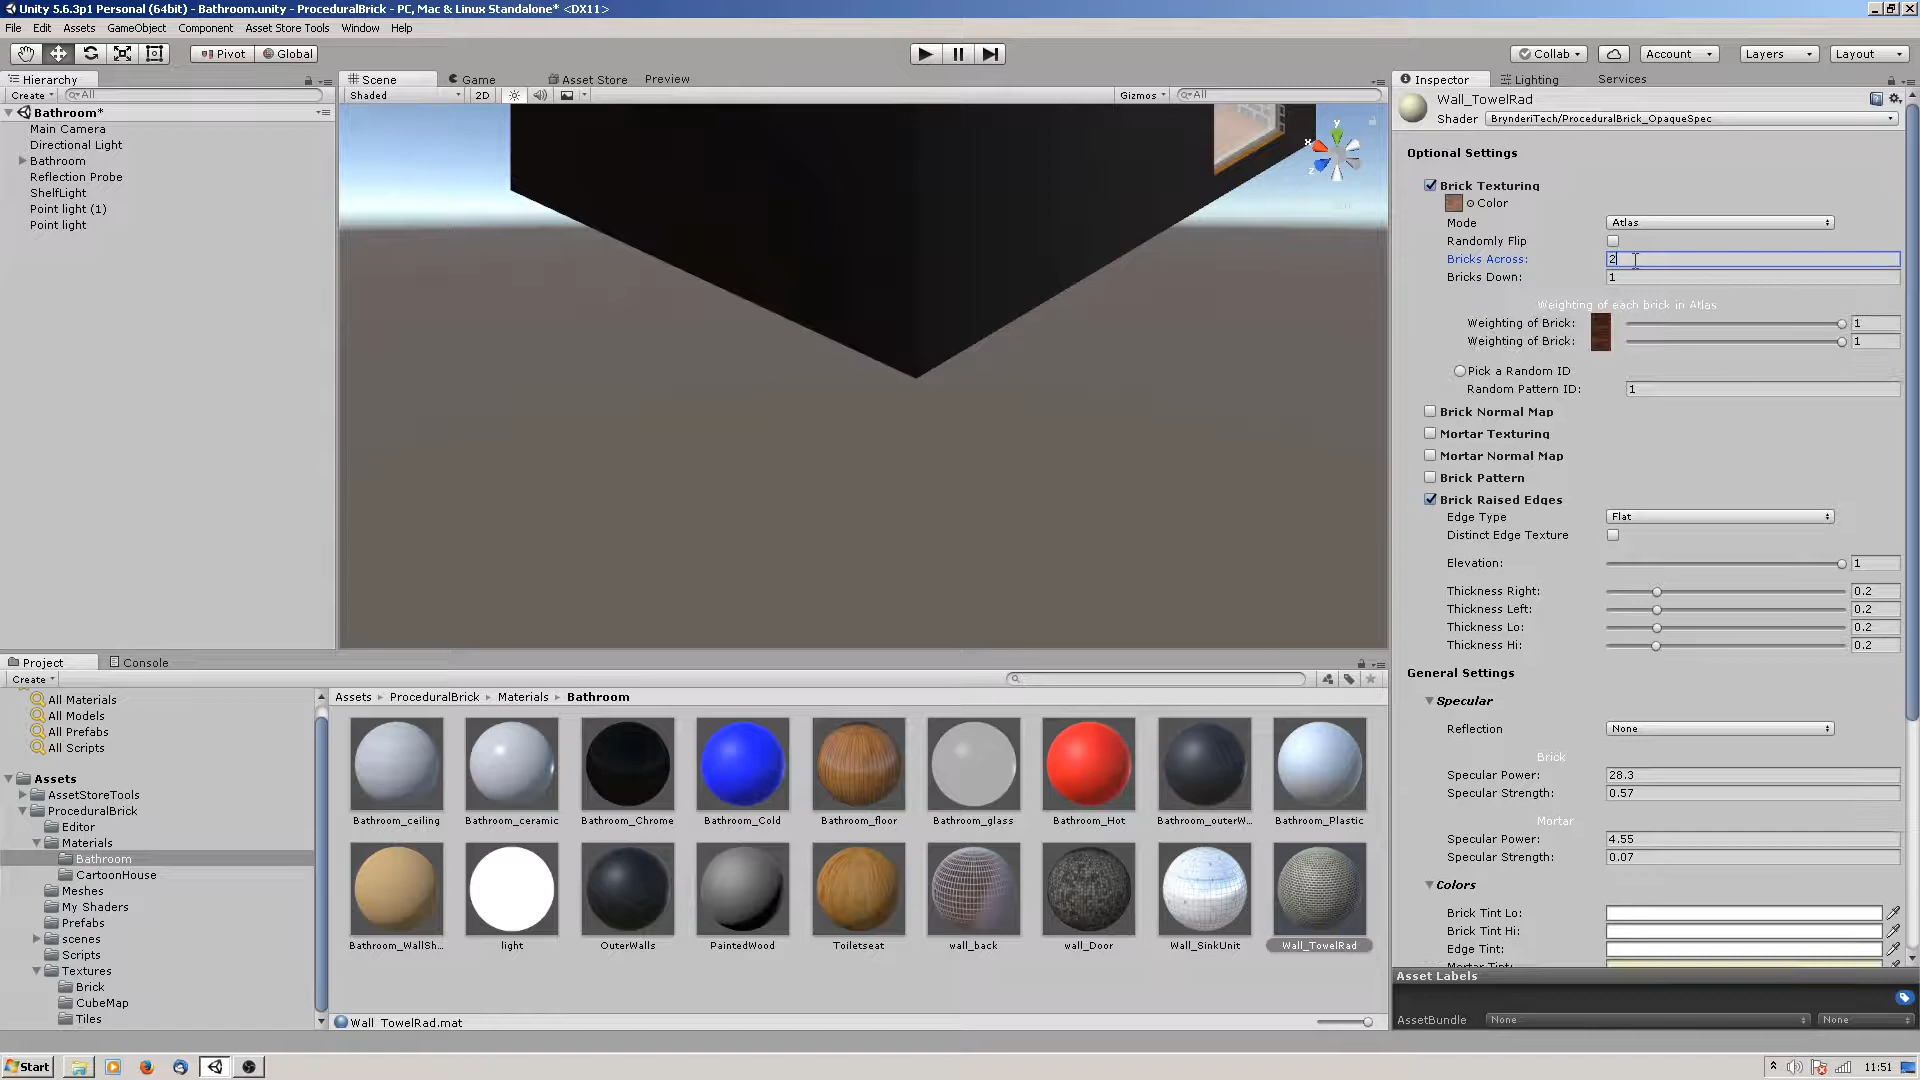 Unity 5.6.3p1 Personal (64bit) - Bathroom.unity - ProceduralBrick - PC, Mac & Linux Standalone* <DX11>
File Edit Assets GameObject Component Asset Store Tools Window Help
Pivot Global Collab Account Layers Layout
Hierarchy
Create All
Bathroom*
Main Camera
Directional Light
Bathroom
Reflection Probe
ShelfLight
Point light (1)
Point light
Scene Game Asset Store Preview
Shaded 2D Gizmos All
y
x
z
Inspector Lighting Services
Wall_TowelRad
Shader BrynderiTech/ProceduralBrick_OpaqueSpec
Optional Settings
Brick Texturing
Color
Mode Atlas
Randomly Flip
Bricks Across: 2
Bricks Down: 1
Weighting of each brick in Atlas
Weighting of Brick: 1
Weighting of Brick: 1
Pick a Random ID
Random Pattern ID: 1
Brick Normal Map
Mortar Texturing
Mortar Normal Map
Brick Pattern
Brick Raised Edges
Edge Type Flat
Distinct Edge Texture
Elevation: 1
Thickness Right: 0.2
Thickness Left: 0.2
Thickness Lo: 0.2
Thickness Hi: 0.2
General Settings
Specular
Reflection None
Brick
Specular Power: 28.3
Specular Strength: 0.57
Mortar
Specular Power: 4.55
Specular Strength: 0.07
Colors
Brick Tint Lo:
Brick Tint Hi:
Edge Tint:
Mortar Tint:
Asset Labels
AssetBundle None None
Project Console
Create
All Materials
All Models
All Prefabs
All Scripts
Assets
AssetStoreTools
ProceduralBrick
Editor
Materials
Bathroom
CartoonHouse
Meshes
My Shaders
Prefabs
scenes
Scripts
Textures
Brick
CubeMap
Tiles
Assets ProceduralBrick Materials Bathroom
Bathroom_ceiling Bathroom_ceramic Bathroom_Chrome Bathroom_Cold Bathroom_floor Bathroom_glass Bathroom_Hot Bathroom_outerW... Bathroom_Plastic
Bathroom_WallSh... light OuterWalls PaintedWood Toiletseat wall_back wall_Door Wall_SinkUnit Wall_TowelRad
Wall_TowelRad.mat
Start 11:51